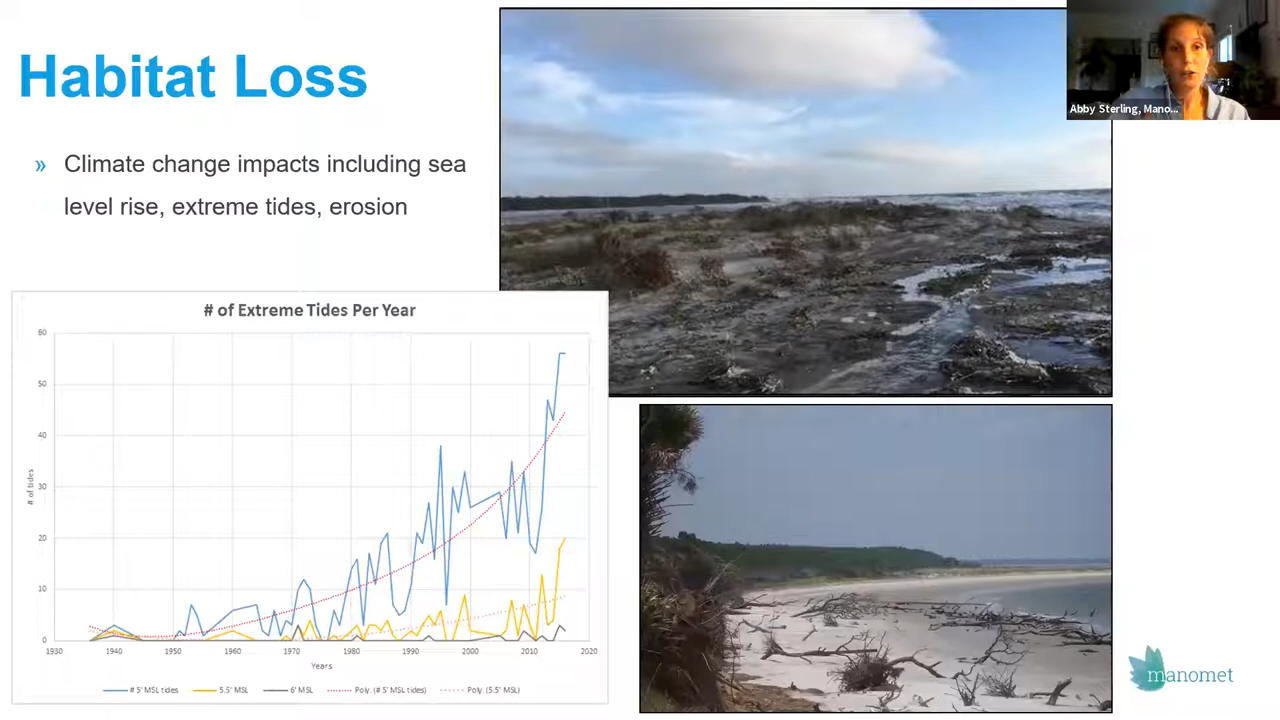 Habitat Loss
» Climate change impacts including sea
level rise, extreme tides, erosion
Abby Sterling, Mano...
# of Extreme Tides Per Year
60
50
40
30
20
10
0
# of tides
1930 1940 1950 1960 1970 1980 1990 2000 2010 2020
Years
# 5' MSL tides 5.5' MSL 6' MSL Poly. (# 5' MSL tides) Poly. (5.5' MSL)
manomet